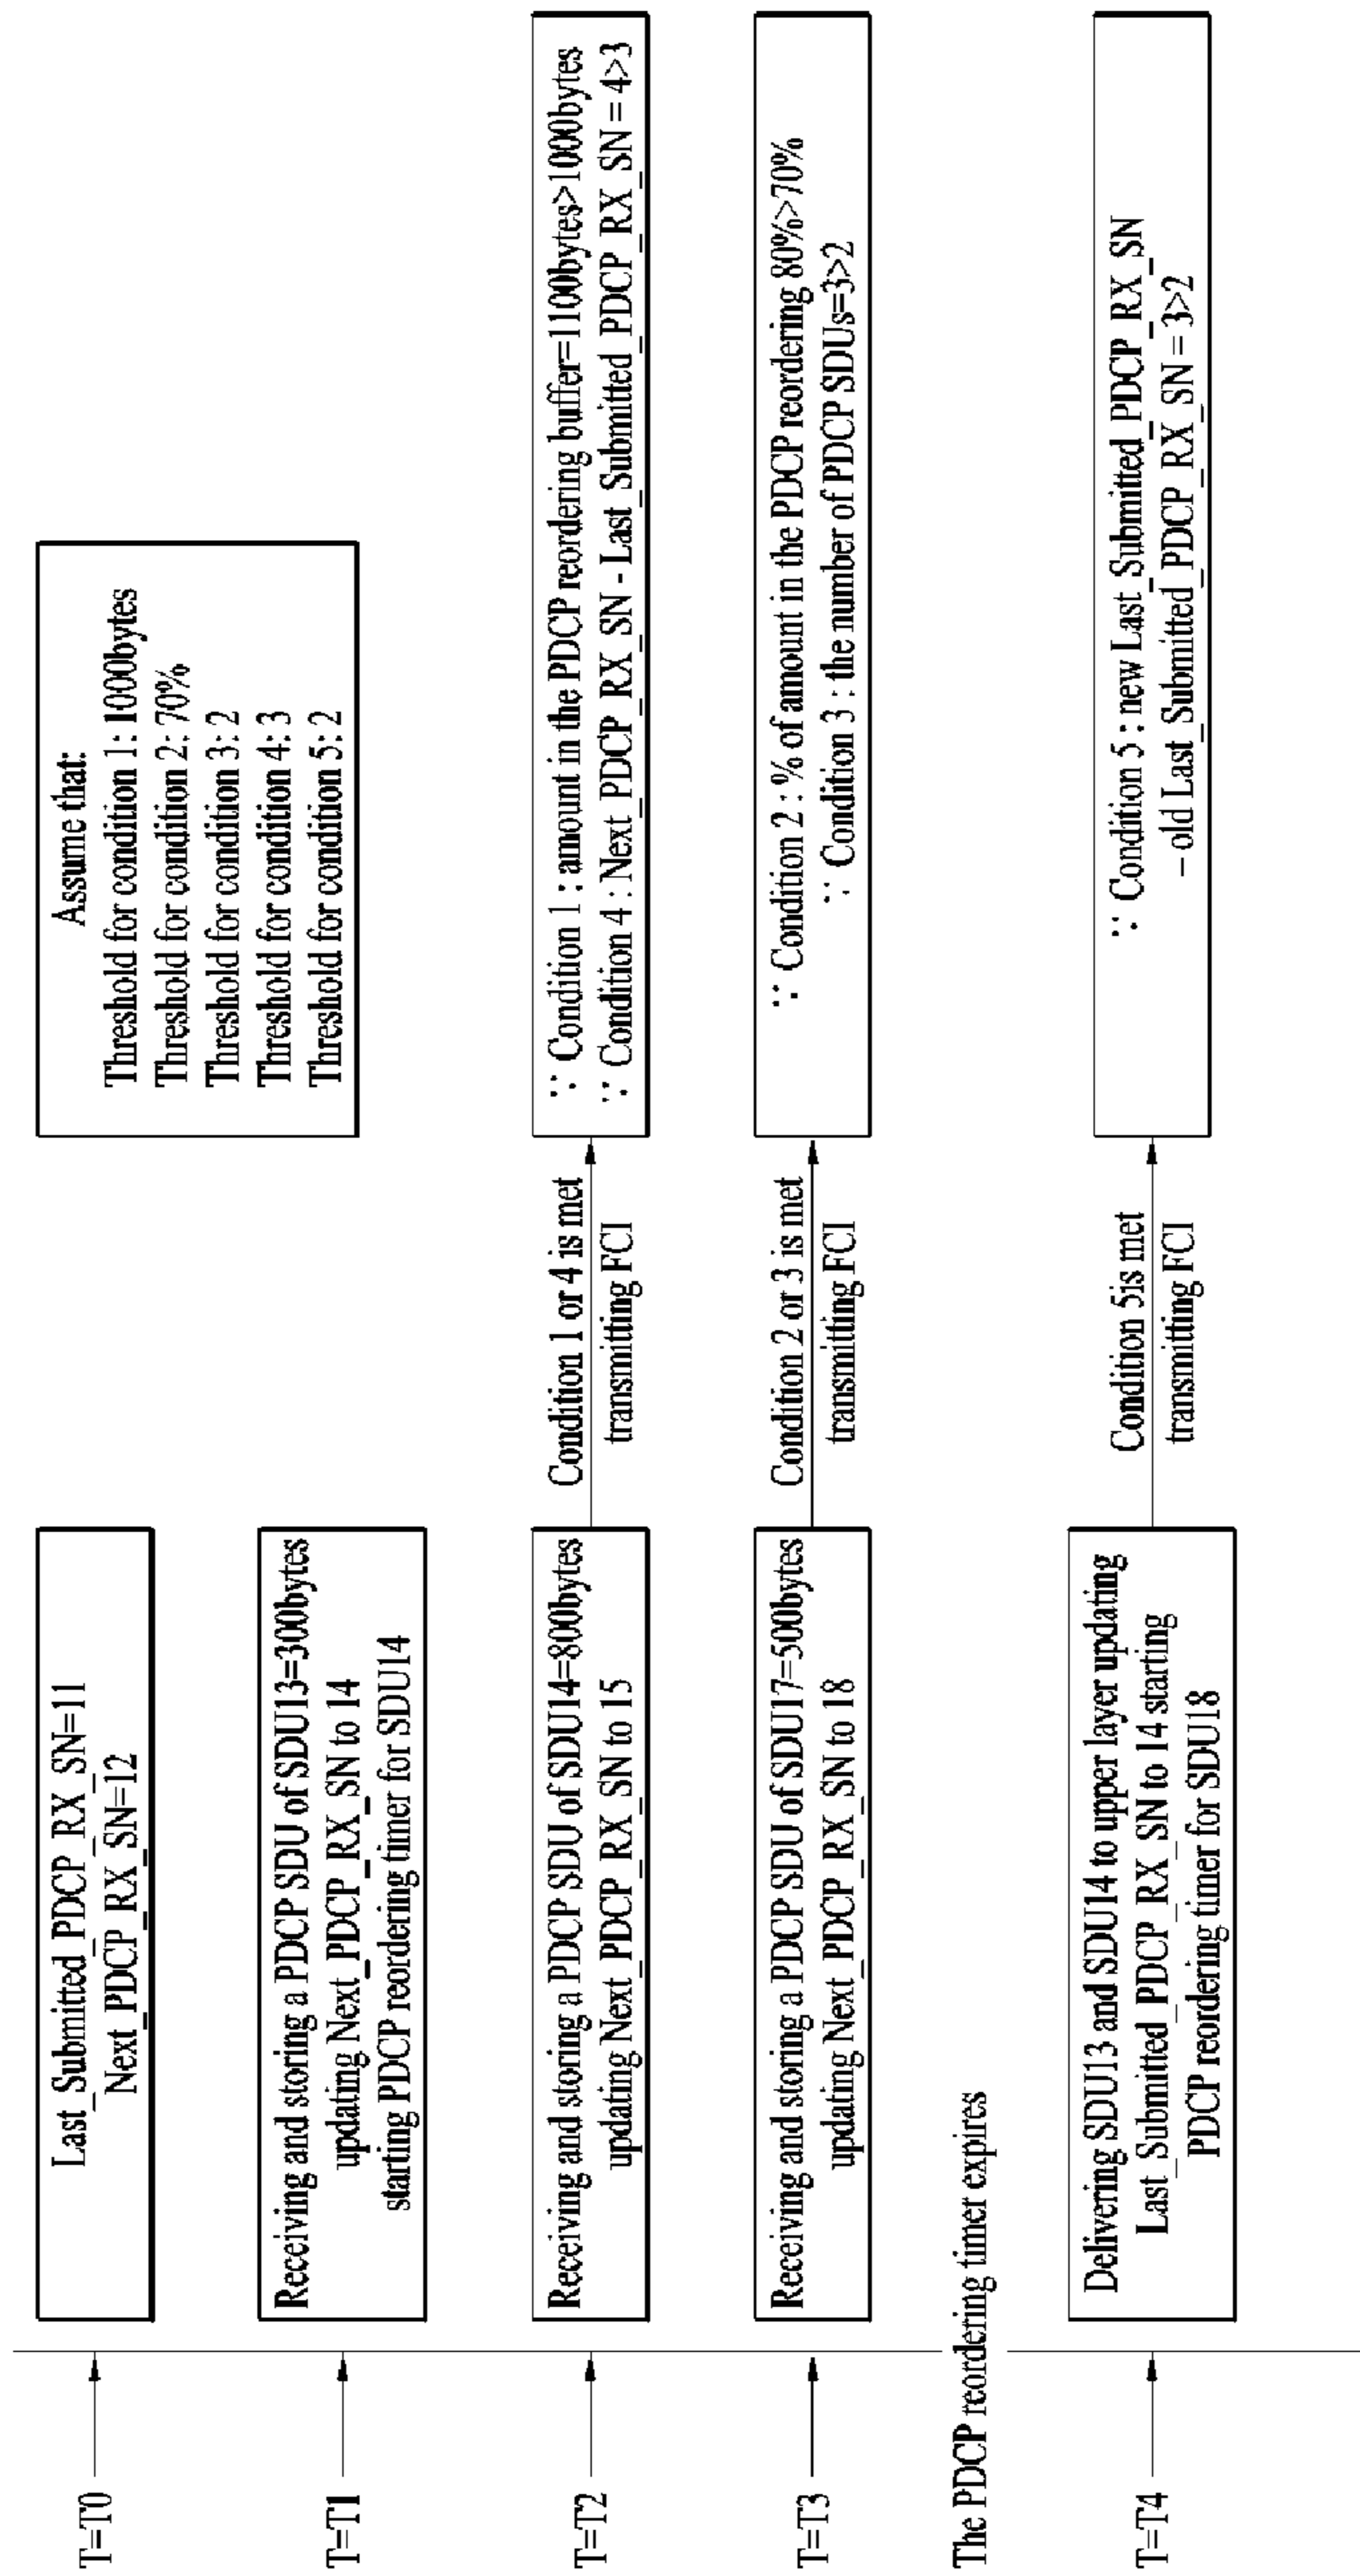 T=T0
Last_Submitted_PDCP_RX_SN=11
Next_PDCP_RX_SN=12
Assume that:
Threshold for condition 1: 1000bytes
Threshold for condition 2: 70%
Threshold for condition 3: 2
Threshold for condition 4: 3
Threshold for condition 5: 2
T=T1
Receiving and storing a PDCP SDU of SDU13=300bytes
updating Next_PDCP_RX_SN to 14
starting PDCP reordering timer for SDU14
T=T2
Receiving and storing a PDCP SDU of SDU14=800bytes
updating Next_PDCP_RX_SN to 15
Condition 1 or 4 is met
transmitting FCI
∵ Condition 1 : amount in the PDCP reordering buffer=1100bytes>1000bytes
∵ Condition 4 : Next_PDCP_RX_SN - Last_Submitted_PDCP_RX_SN = 4>3
T=T3
Receiving and storing a PDCP SDU of SDU17=500bytes
updating Next_PDCP_RX_SN to 18
Condition 2 or 3 is met
transmitting FCI
∵ Condition 2 : % of amount in the PDCP reordering 80%>70%
∵ Condition 3 : the number of PDCP SDUs=3>2
The PDCP reordering timer expires
T=T4
Delivering SDU13 and SDU14 to upper layer updating
Last_Submitted_PDCP_RX_SN to 14 starting
PDCP reordering timer for SDU18
Condition 5is met
transmitting FCI
∵ Condition 5 : new Last_Submitted_PDCP_RX_SN
– old Last_Submitted_PDCP_RX_SN = 3>2